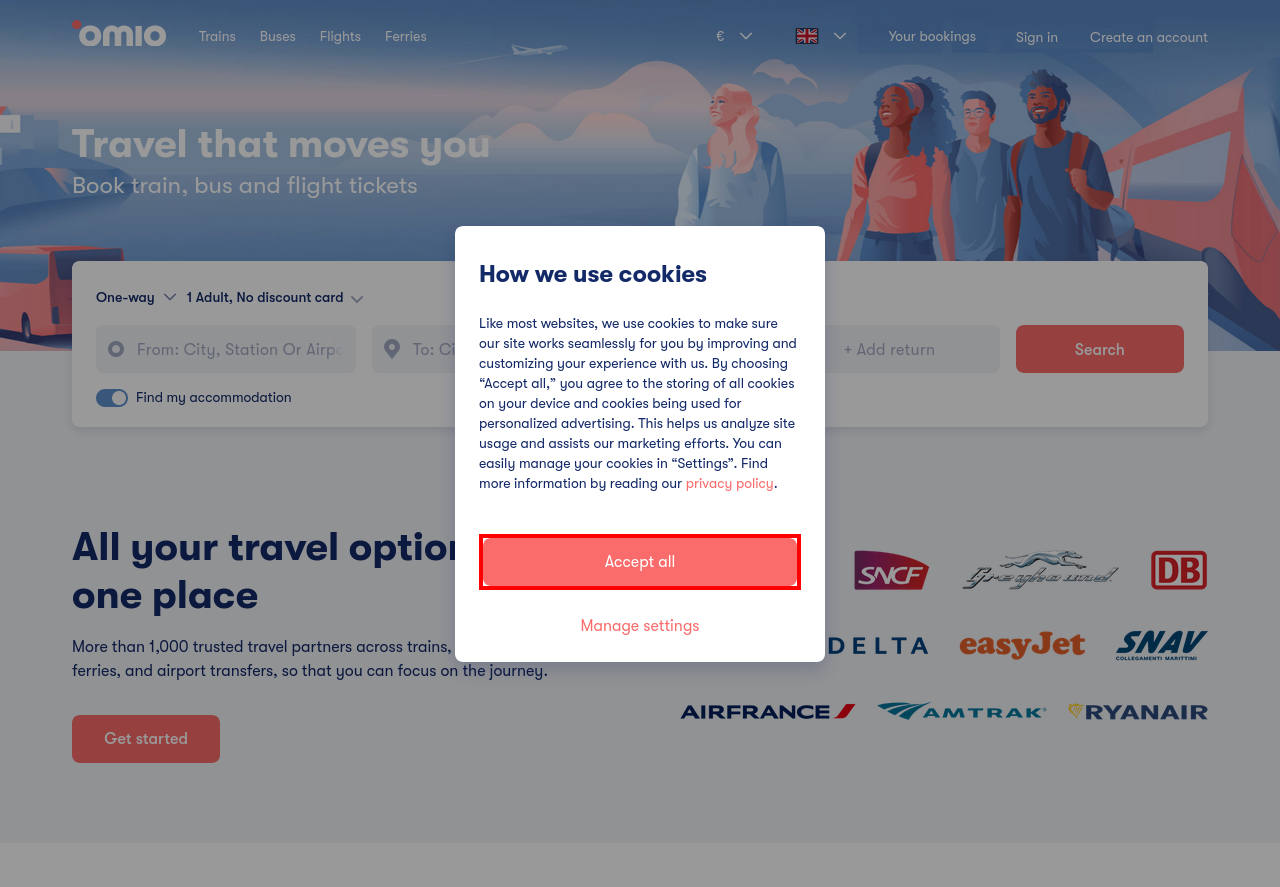 omio
Trains
Buses
Flights
Ferries
€
Your bookings
Sign in
Create an account
Travel that moves you
Book train, bus and flight tickets
One-way
1 Adult, No discount card
From: City, Station Or Airpo
To: Ci
+ Add return
Search
Find my accommodation
How we use cookies
Like most websites, we use cookies to make sure
our site works seamlessly for you by improving and
customizing your experience with us. By choosing
“Accept all,” you agree to the storing of all cookies
on your device and cookies being used for
personalized advertising. This helps us analyze site
usage and assists our marketing efforts. You can
easily manage your cookies in “Settings”. Find
more information by reading our privacy policy.
Accept all
Manage settings
All your travel option
one place
More than 1,000 trusted travel partners across trains,
ferries, and airport transfers, so that you can focus on the journey.
Get started
SNCF
Greyhound
DB
DELTA
easyJet
SNAV
COLLEGAMENTI MARITTIMI
AIRFRANCE
AMTRAK
RYANAIR